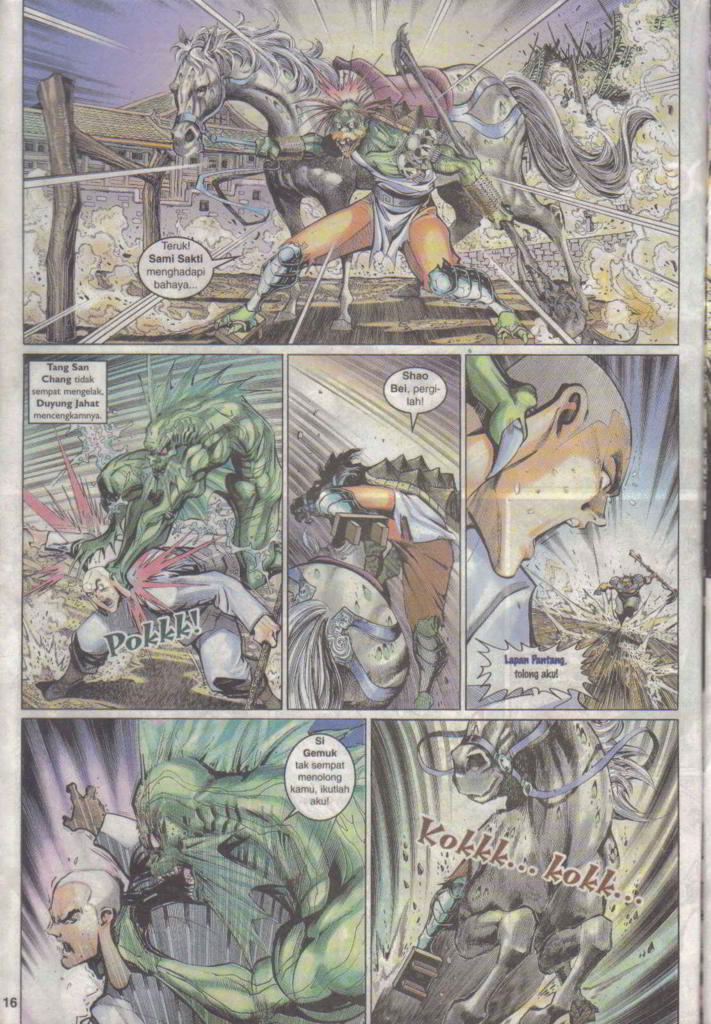 Teruk!
Sami Sakti
menghadapi
bahaya...
Tang San
Chang tidak
sempat mengelak,
Duyung Jahat
mencengkamnya.
Pokkk!
Shao
Bei, pergi-
lah!
Lapan Pantang,
tolong aku!
Si
Gemuk
tak sempat
menolong
kamu, ikutlah
aku!
Kokkk... kokk...
16